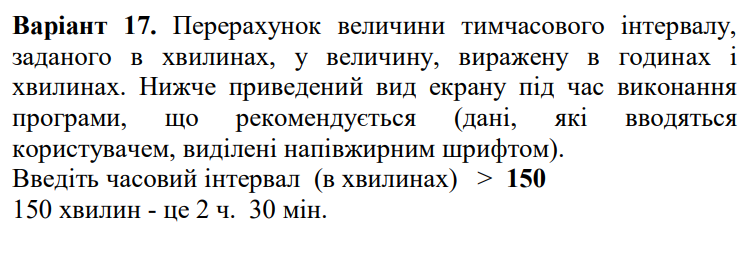 Варіант 17. Перерахунок величини тимчасового інтервалу,
заданого в хвилинах, у величину, виражену в годинах і
хвилинах. Нижче приведений вид екрану під час виконання
програми, що рекомендується (дані, які вводяться
користувачем, виділені напівжирним шрифтом).
Введіть часовий інтервал (в хвилинах) > 150
150 хвилин - це 2 ч. 30 мін.